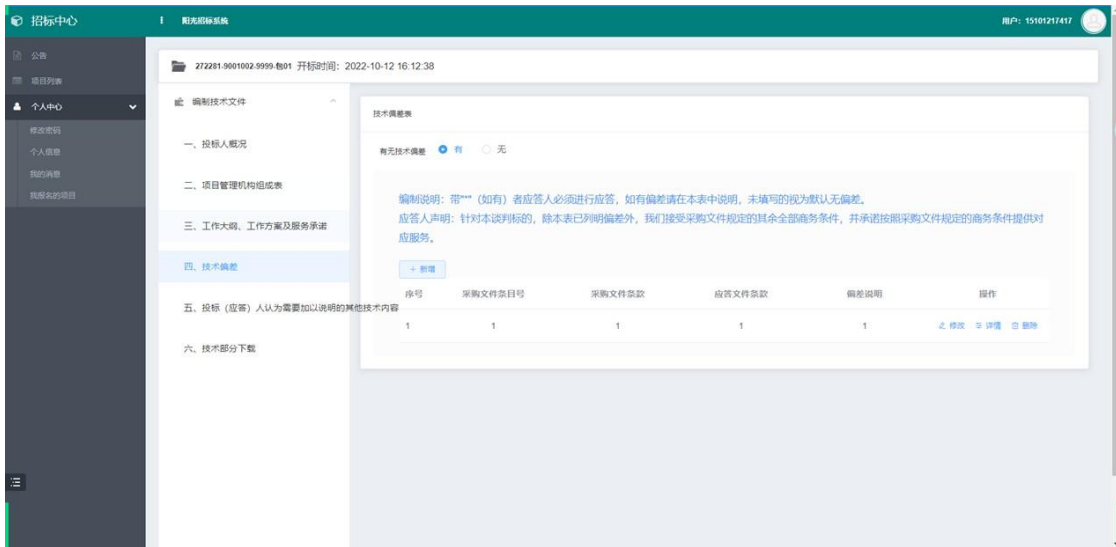 招标中心
阳光招标系统
用户：15101217417
公告
项目列表
个人中心
修改密码
个人信息
我的消息
我报名的项目
272281-9001002-9999-包01 开标时间：2022-10-12 16:12:38
编制技术文件
一、投标人概况
二、项目管理机构组成表
三、工作大纲、工作方案及服务承诺
四、技术偏差
五、投标（应答）人认为需要加以说明的其他技术内容
六、技术部分下载
技术偏差表
有无技术偏差 有 无
编制说明：带"*"（如有）者应答人必须进行应答，如有偏差请在本表中说明，未填写的视为默认无偏差。
应答人声明：针对本谈判标的，除本表已列明偏差外，我们接受采购文件规定的其余全部商务条件，并承诺按照采购文件规定的商务条件提供对
应服务。
+ 新增
序号 采购文件条目号 采购文件条款 应答文件条款 偏差说明 操作
1 1 1 1 1 修改 详情 删除